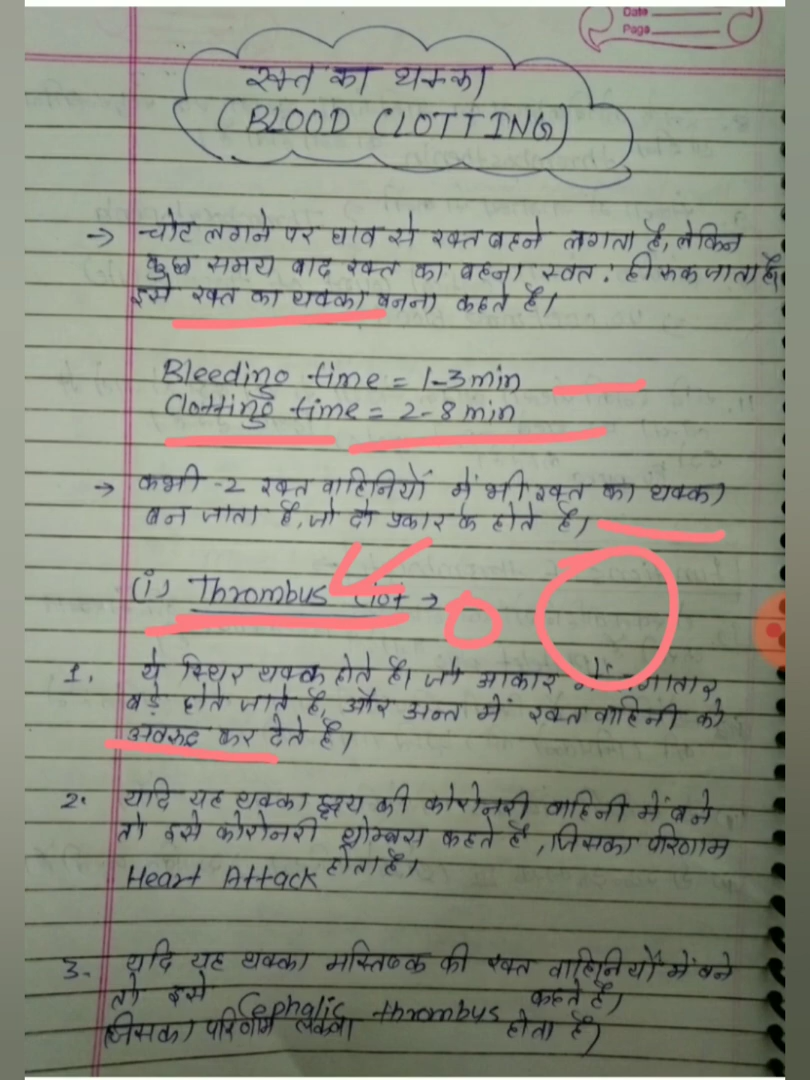 Date
Page
रक्त का थक्का
(BLOOD CLOTTING)
→ चोट लगने पर घाव से रक्त बहने लगता है, लेकिन
कुछ समय बाद रक्त का बहना स्वत: ही रुक जाता है।
इसे रक्त का थक्का बनना कहते है।
Bleeding time = 1-3 min
Clotting time = 2-8 min
→ कभी-2 रक्त वाहिनियों में भी रक्त का थक्का
बन जाता है, जो दो प्रकार के होते है।
(i) Thrombus Clot →
1. ये स्थिर थक्के होते है। जो आकार में लगातार
बड़े होते जाते है, और अन्त में रक्त वाहिनी को
अवरुद्ध कर देते है।
2. यदि यह थक्का हृदय की कोरोनरी वाहिनी में बने
तो इसे कोरोनरी थ्रोम्बस कहते है, जिसका परिणाम
Heart Attack होता है।
3. यदि यह थक्का मस्तिष्क की रक्त वाहिनियों में बने
तो इसे Cephalic thrombus कहते है।
जिसका परिणाम लकवा होता है।